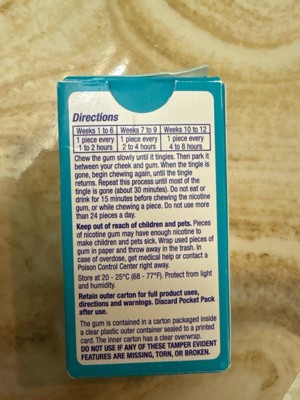 Directions
Weeks 1 to 6 Weeks 7 to 9 Weeks 10 to 12
1 piece every 1 piece every 1 piece every
1 to 2 hours 2 to 4 hours 4 to 8 hours
Chew the gum slowly until it tingles. Then park it
between your cheek and gum. When the tingle is
gone, begin chewing again, until the tingle
returns. Repeat this process until most of the
tingle is gone (about 30 minutes). Do not eat or
drink for 15 minutes before chewing the nicotine
gum, or while chewing a piece. Do not use more
than 24 pieces a day.
Keep out of reach of children and pets. Pieces
of nicotine gum may have enough nicotine to
make children and pets sick. Wrap used pieces of
gum in paper and throw away in the trash. In
case of overdose, get medical help or contact a
Poison Control Center right away.
Store at 20 - 25°C (68 - 77°F). Protect from light
and humidity.
Retain outer carton for full product uses,
directions and warnings. Discard Pocket Pack
after use.
The gum is contained in a carton packaged inside
a clear plastic outer container sealed to a printed
card. The inner carton has a clear overwrap.
DO NOT USE IF ANY OF THESE TAMPER EVIDENT
FEATURES ARE MISSING, TORN, OR BROKEN.